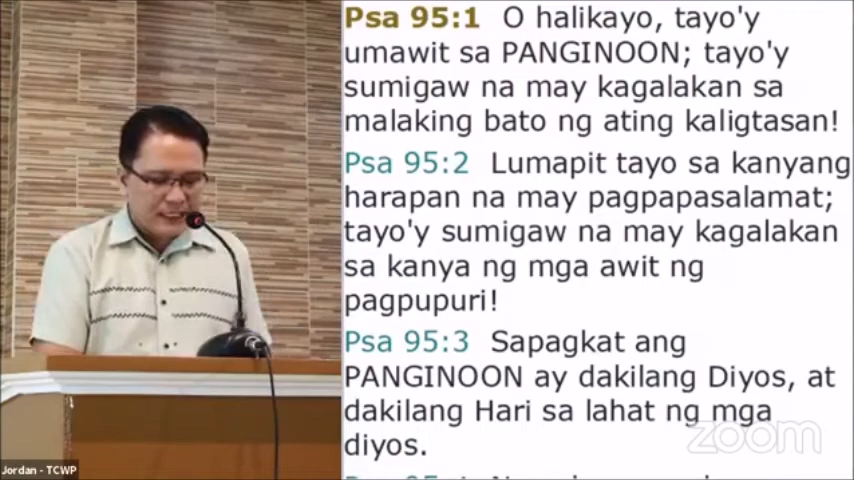 Psa 95:1 O halikayo, tayo'y
umawit sa PANGINOON; tayo'y
sumigaw na may kagalakan sa
malaking bato ng ating kaligtasan!
Psa 95:2 Lumapit tayo sa kanyang
harapan na may pagpapasalamat;
tayo'y sumigaw na may kagalakan
sa kanya ng mga awit ng
pagpupuri!
Psa 95:3 Sapagkat ang
PANGINOON ay dakilang Diyos, at
dakilang Hari sa lahat ng mga
diyos.
zoom
Jordan - TCWP